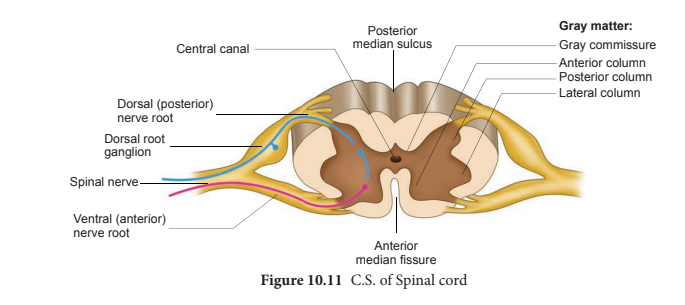 Posterior
median sulcus
Central canal
Gray matter:
Gray commissure
Anterior column
Posterior column
Lateral column
Dorsal (posterior)
nerve root
Dorsal root
ganglion
Spinal nerve
Ventral (anterior)
nerve root
Anterior
median fissure
Figure 10.11 C.S. of Spinal cord